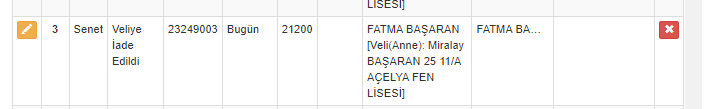 LİSESİ]
3 Senet Veliye İade Edildi 23249003 Bugün 21200 FATMA BAŞARAN FATMA BA...
[Veli(Anne): Miralay
BAŞARAN 25 11/A
AÇELYA FEN
LİSESİ]